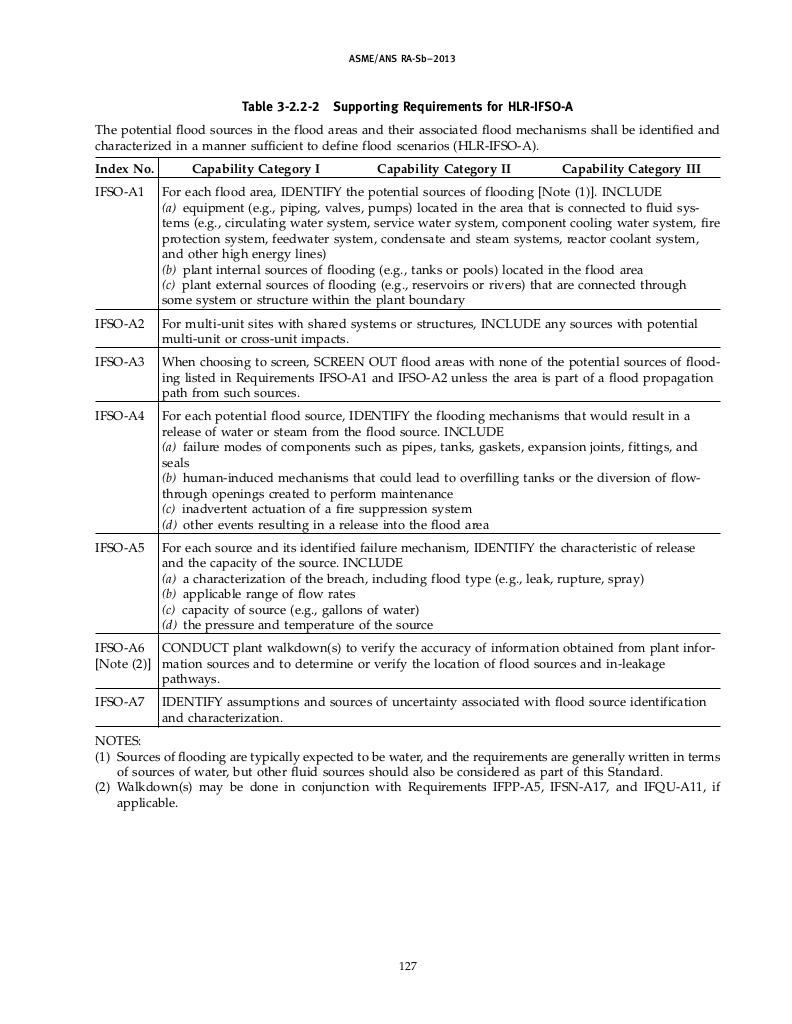 ASME/ANS RA-Sb–2013
Table 3-2.2-2 Supporting Requirements for HLR-IFSO-A
The potential flood sources in the flood areas and their associated flood mechanisms shall be identified and
characterized in a manner sufficient to define flood scenarios (HLR-IFSO-A).
Index No. Capability Category I Capability Category II Capability Category III
IFSO-A1 For each flood area, IDENTIFY the potential sources of flooding [Note (1)]. INCLUDE
(a) equipment (e.g., piping, valves, pumps) located in the area that is connected to fluid sys-
tems (e.g., circulating water system, service water system, component cooling water system, fire
protection system, feedwater system, condensate and steam systems, reactor coolant system,
and other high energy lines)
(b) plant internal sources of flooding (e.g., tanks or pools) located in the flood area
(c) plant external sources of flooding (e.g., reservoirs or rivers) that are connected through
some system or structure within the plant boundary
IFSO-A2 For multi-unit sites with shared systems or structures, INCLUDE any sources with potential
multi-unit or cross-unit impacts.
IFSO-A3 When choosing to screen, SCREEN OUT flood areas with none of the potential sources of flood-
ing listed in Requirements IFSO-A1 and IFSO-A2 unless the area is part of a flood propagation
path from such sources.
IFSO-A4 For each potential flood source, IDENTIFY the flooding mechanisms that would result in a
release of water or steam from the flood source. INCLUDE
(a) failure modes of components such as pipes, tanks, gaskets, expansion joints, fittings, and
seals
(b) human-induced mechanisms that could lead to overfilling tanks or the diversion of flow-
through openings created to perform maintenance
(c) inadvertent actuation of a fire suppression system
(d) other events resulting in a release into the flood area
IFSO-A5 For each source and its identified failure mechanism, IDENTIFY the characteristic of release
and the capacity of the source. INCLUDE
(a) a characterization of the breach, including flood type (e.g., leak, rupture, spray)
(b) applicable range of flow rates
(c) capacity of source (e.g., gallons of water)
(d) the pressure and temperature of the source
IFSO-A6 CONDUCT plant walkdown(s) to verify the accuracy of information obtained from plant infor-
[Note (2)] mation sources and to determine or verify the location of flood sources and in-leakage
pathways.
IFSO-A7 IDENTIFY assumptions and sources of uncertainty associated with flood source identification
and characterization.
NOTES:
(1) Sources of flooding are typically expected to be water, and the requirements are generally written in terms
of sources of water, but other fluid sources should also be considered as part of this Standard.
(2) Walkdown(s) may be done in conjunction with Requirements IFPP-A5, IFSN-A17, and IFQU-A11, if
applicable.
127